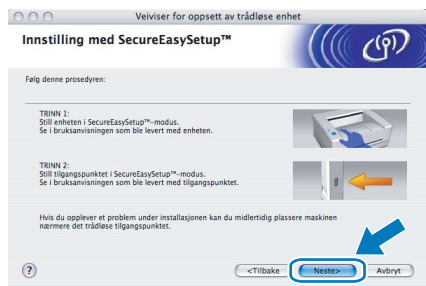 Veiviser for oppsett av trådløse enhet
Innstilling med SecureEasySetup™
Følg denne prosedyren:
TRINN 1:
Still enheten i SecureEasySetup™-modus.
Se i bruksanvisningen som ble levert med enheten.
TRINN 2:
Still tilgangspunktet i SecureEasySetup™-modus.
Se i bruksanvisningen som ble levert med tilgangspunktet.
Hvis du opplever et problem under installasjonen kan du midlertidig plassere maskinen
nærmere det trådløse tilgangspunktet.
?
<Tilbake
Neste>
Avbryt